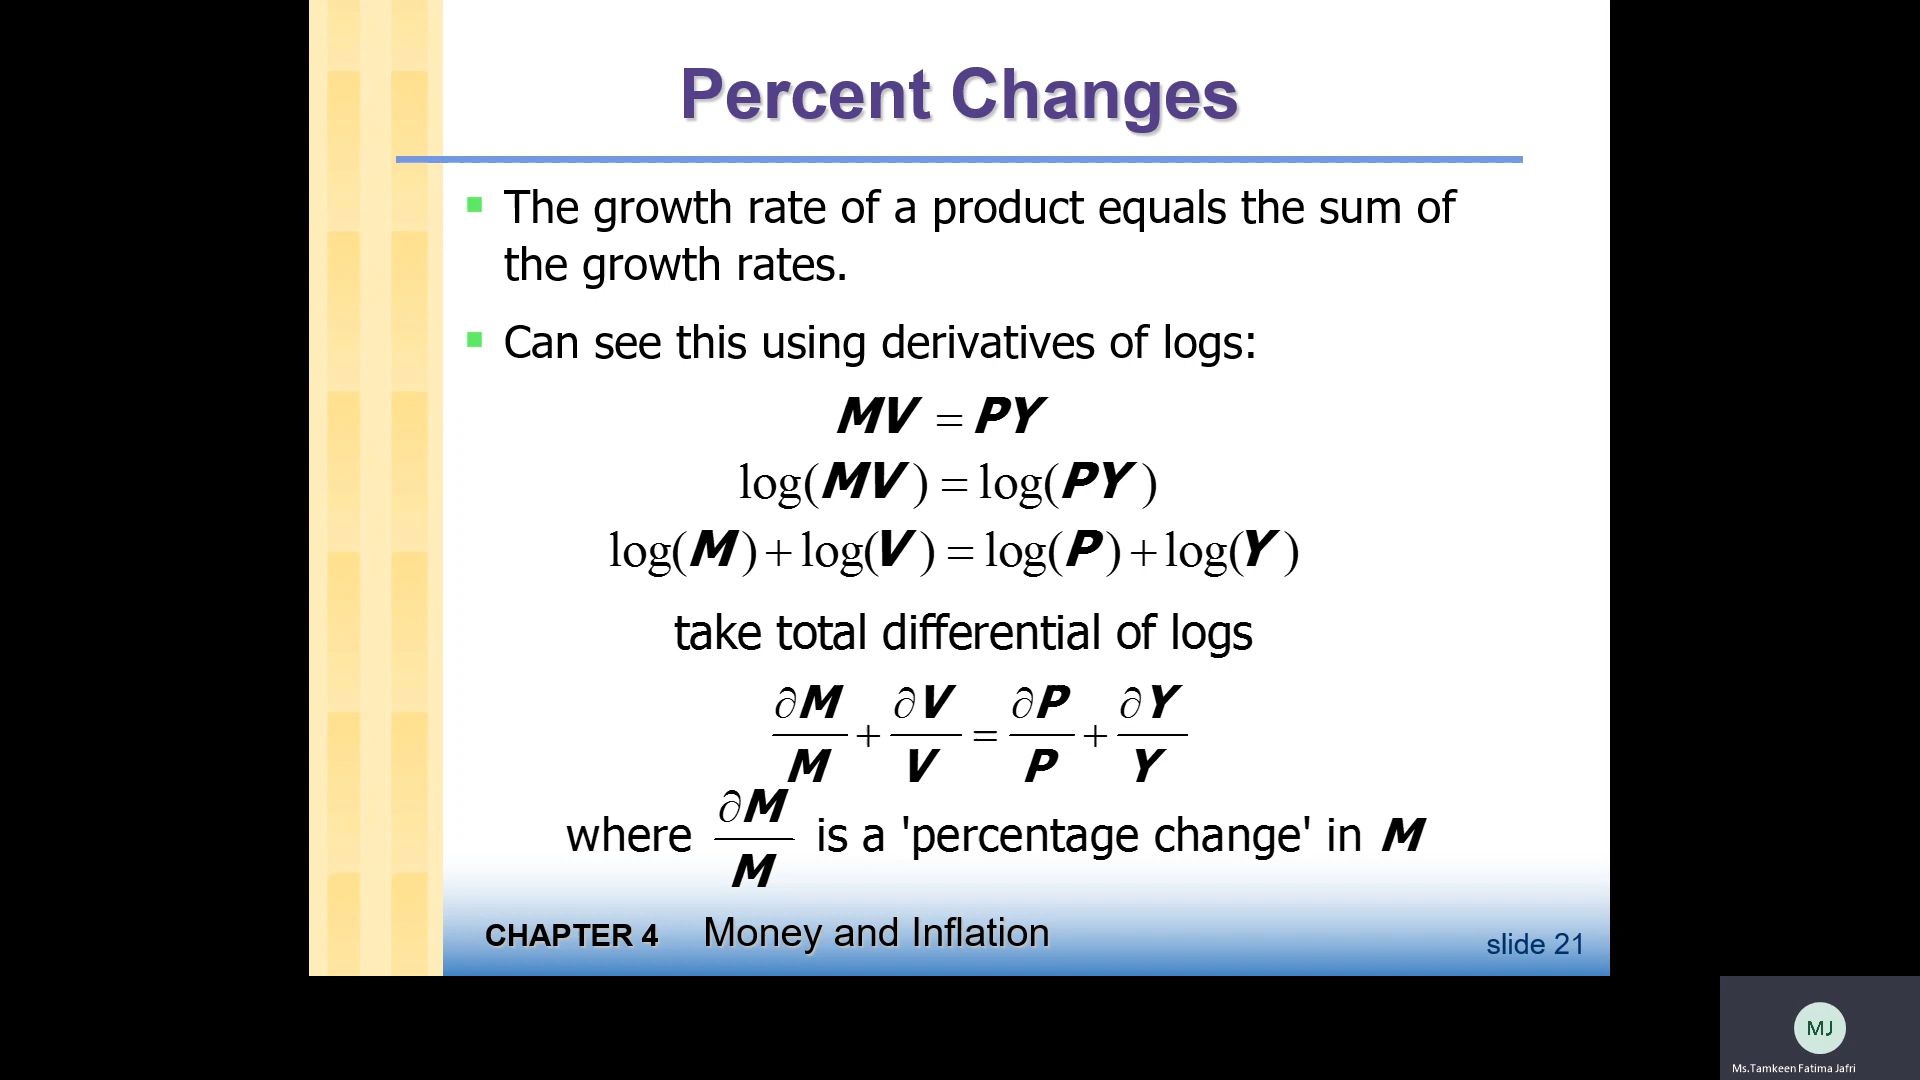 Percent Changes
The growth rate of a product equals the sum of
the growth rates.
Can see this using derivatives of logs:
MV = PY
log(MV) = log(PY)
log(M) + log(V) = log(P) + log(Y)
take total differential of logs
∂M/M + ∂V/V = ∂P/P + ∂Y/Y
where ∂M/M is a 'percentage change' in M
CHAPTER 4 Money and Inflation
slide 21
MJ
Ms.Tamkeen Fatima Jafri